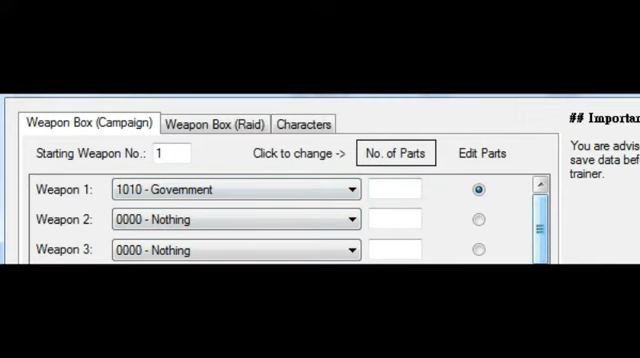 Weapon Box (Campaign) Weapon Box (Raid) Characters
Starting Weapon No.: 1 Click to change -> No. of Parts Edit Parts
Weapon 1: 1010 - Government
Weapon 2: 0000 - Nothing
Weapon 3: 0000 - Nothing
## Importan
You are advis
save data bef
trainer.